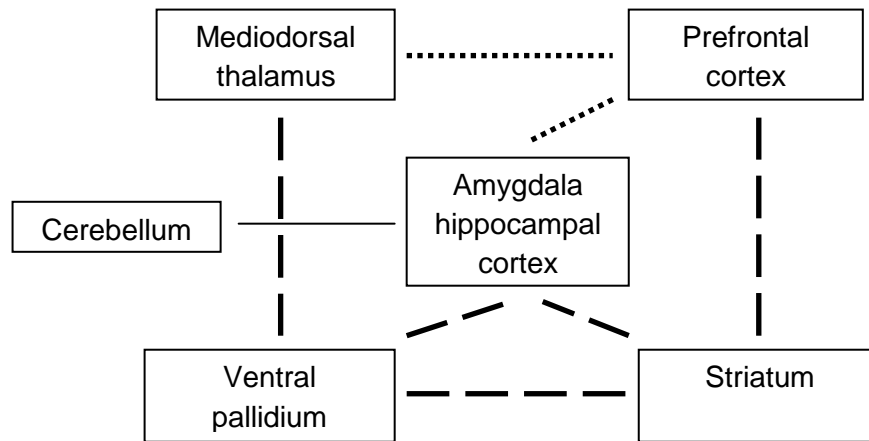 Mediodorsal
thalamus
Prefrontal
cortex
Amygdala
hippocampal
cortex
Cerebellum
Ventral
pallidium
Striatum